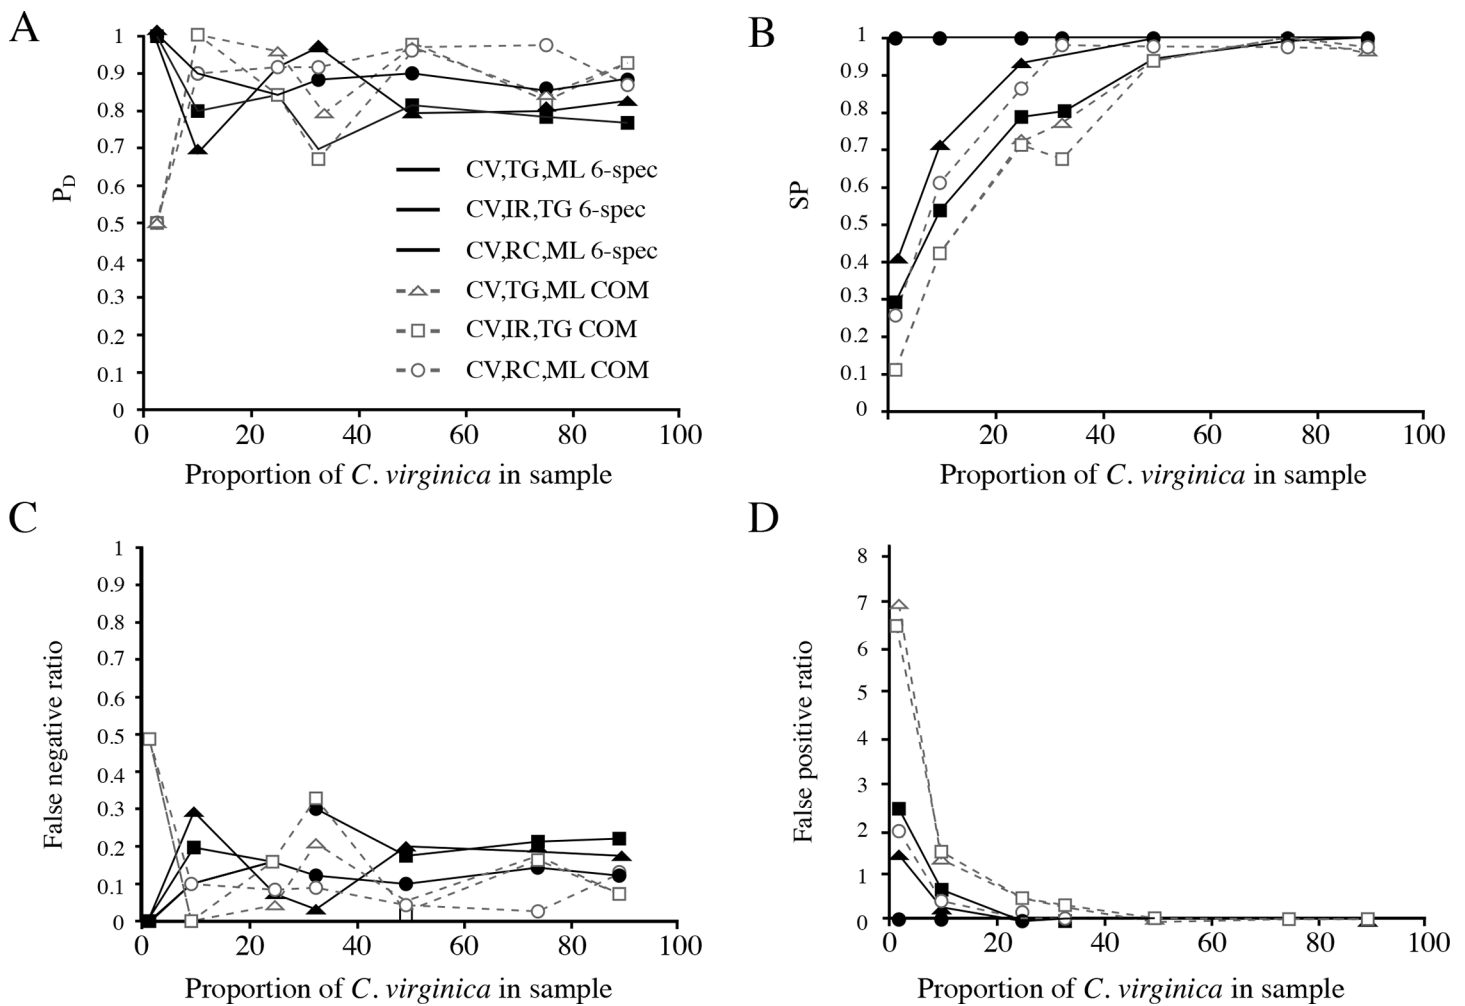 A
1
0.9
0.8
0.7
0.6
0.5
0.4
0.3
0.2
0.1
0
P_D
CV,TG,ML 6-spec
CV,IR,TG 6-spec
CV,RC,ML 6-spec
CV,TG,ML COM
CV,IR,TG COM
CV,RC,ML COM
0 20 40 60 80 100
Proportion of C. virginica in sample
B
1
0.9
0.8
0.7
0.6
0.5
0.4
0.3
0.2
0.1
0
SP
20 40 60 80 100
Proportion of C. virginica in sample
C
1
0.9
0.8
0.7
0.6
0.5
0.4
0.3
0.2
0.1
0
False negative ratio
0 20 40 60 80 100
Proportion of C. virginica in sample
D
8
7
6
5
4
3
2
1
0
False positive ratio
0 20 40 60 80 100
Proportion of C. virginica in sample